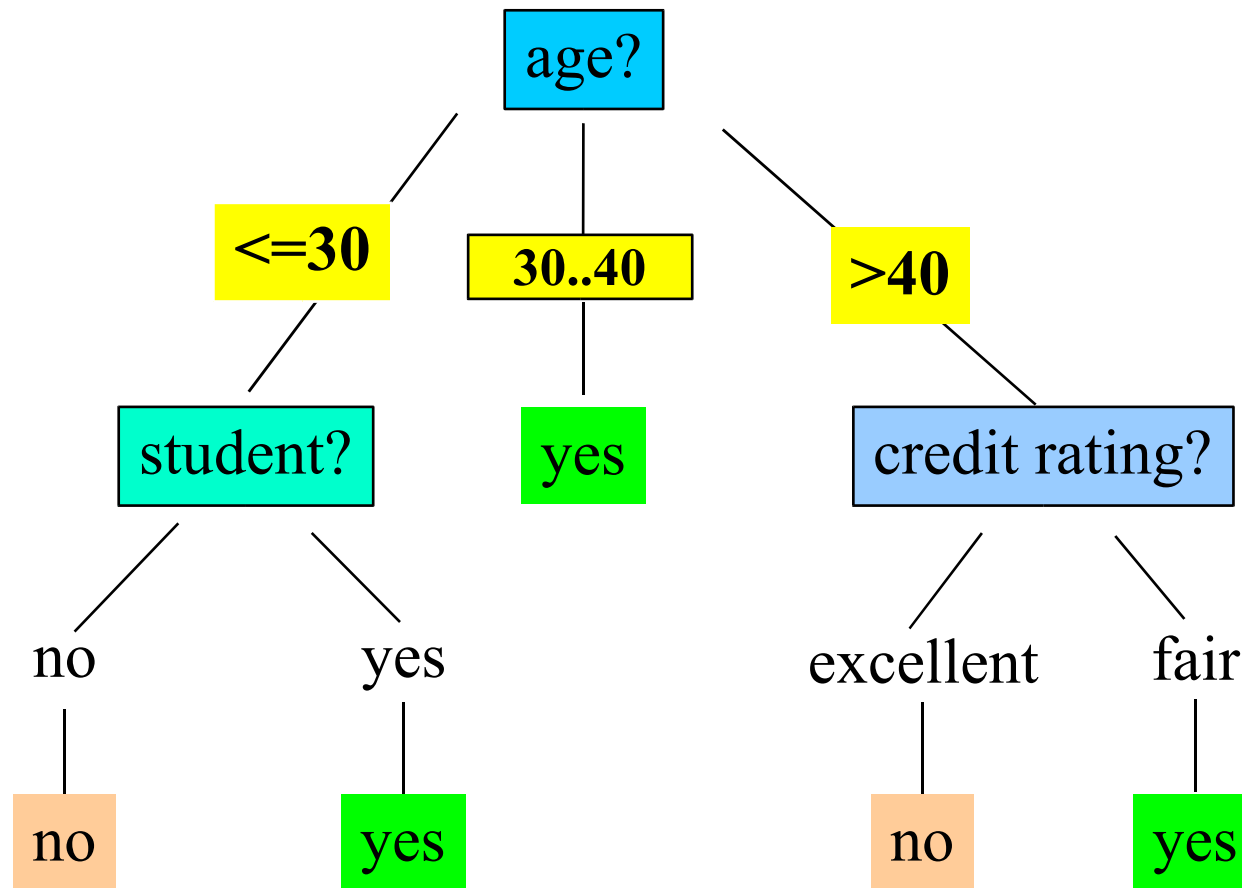 age?
<=30
30..40
>40
student?
yes
credit rating?
no
yes
excellent
fair
no
yes
no
yes